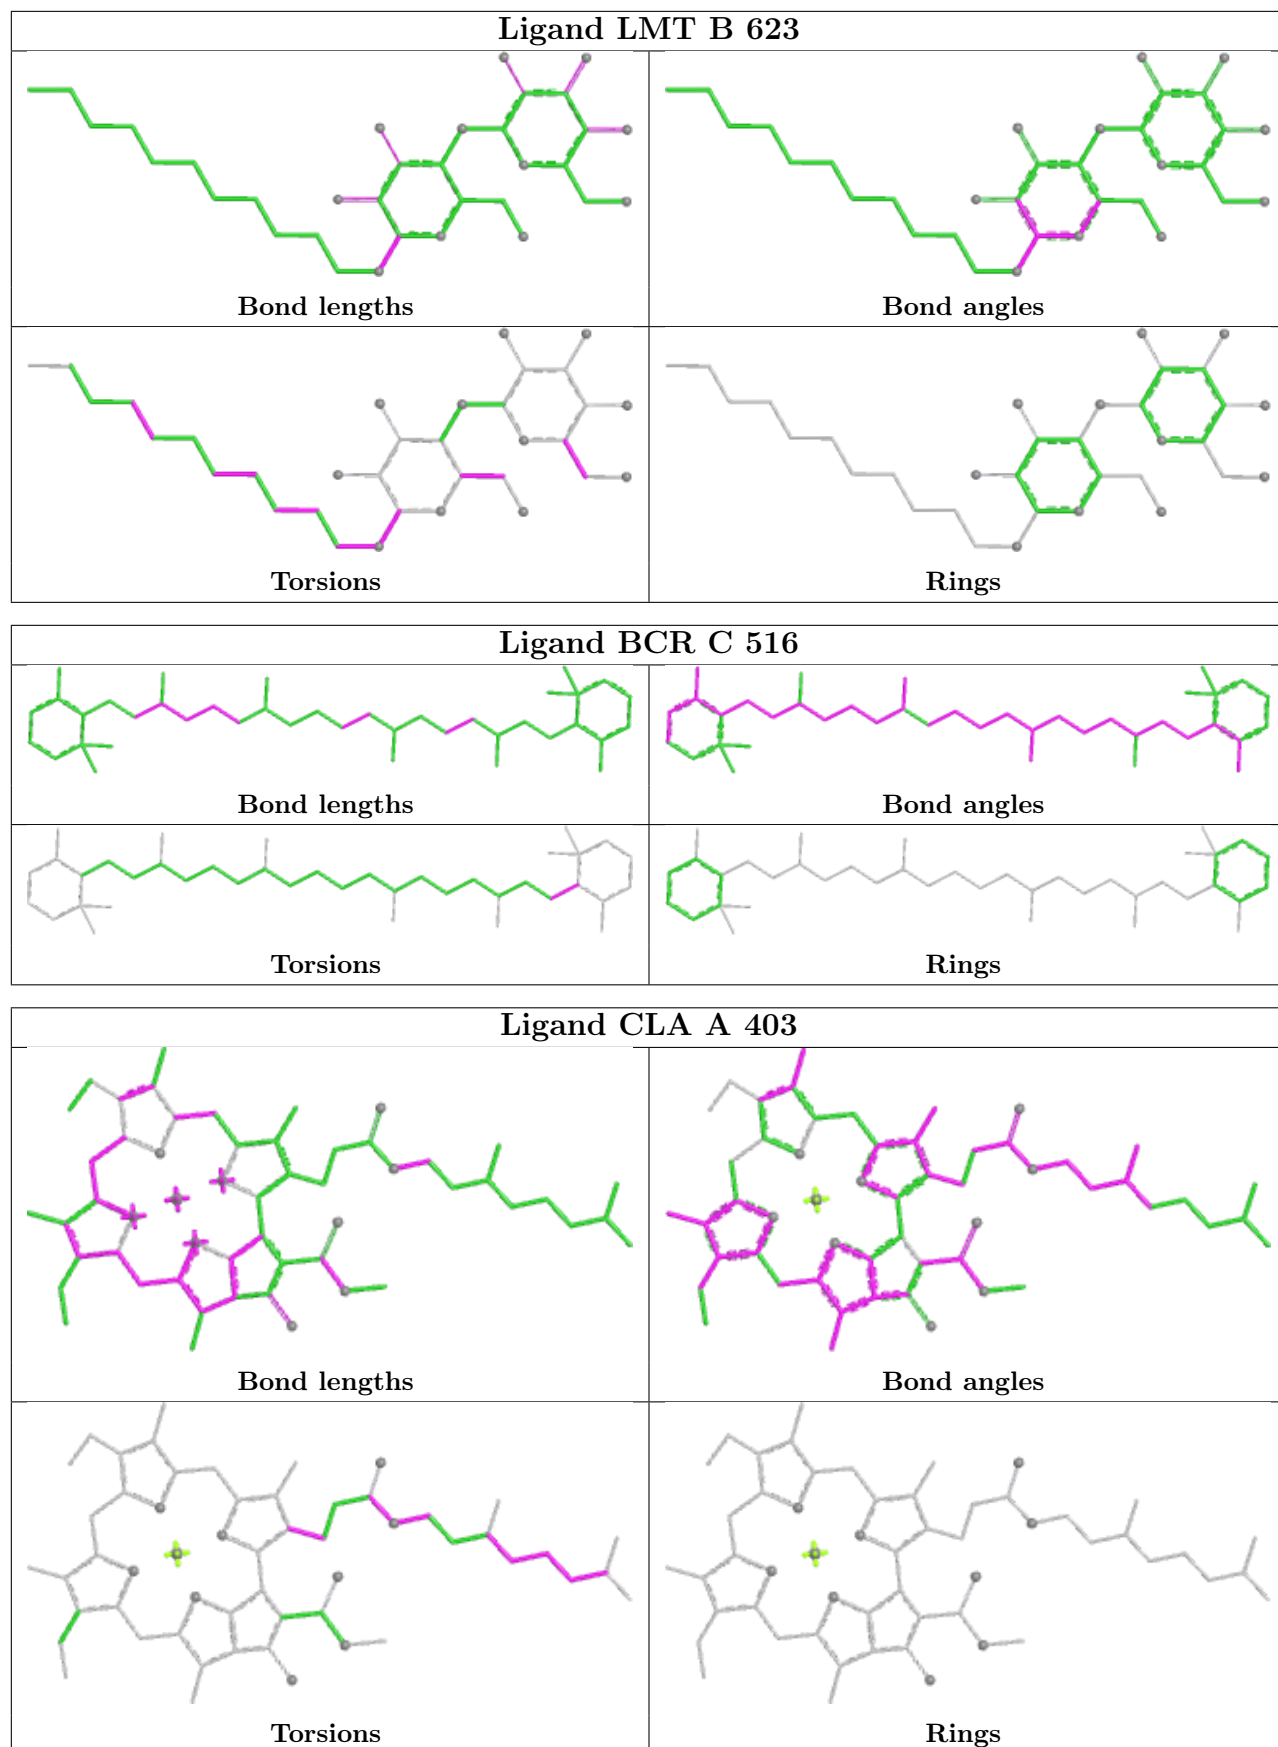 Ligand LMT B 623
Bond lengths
Bond angles
Torsions
Rings
Ligand BCR C 516
Bond lengths
Bond angles
Torsions
Rings
Ligand CLA A 403
Bond lengths
Bond angles
Torsions
Rings